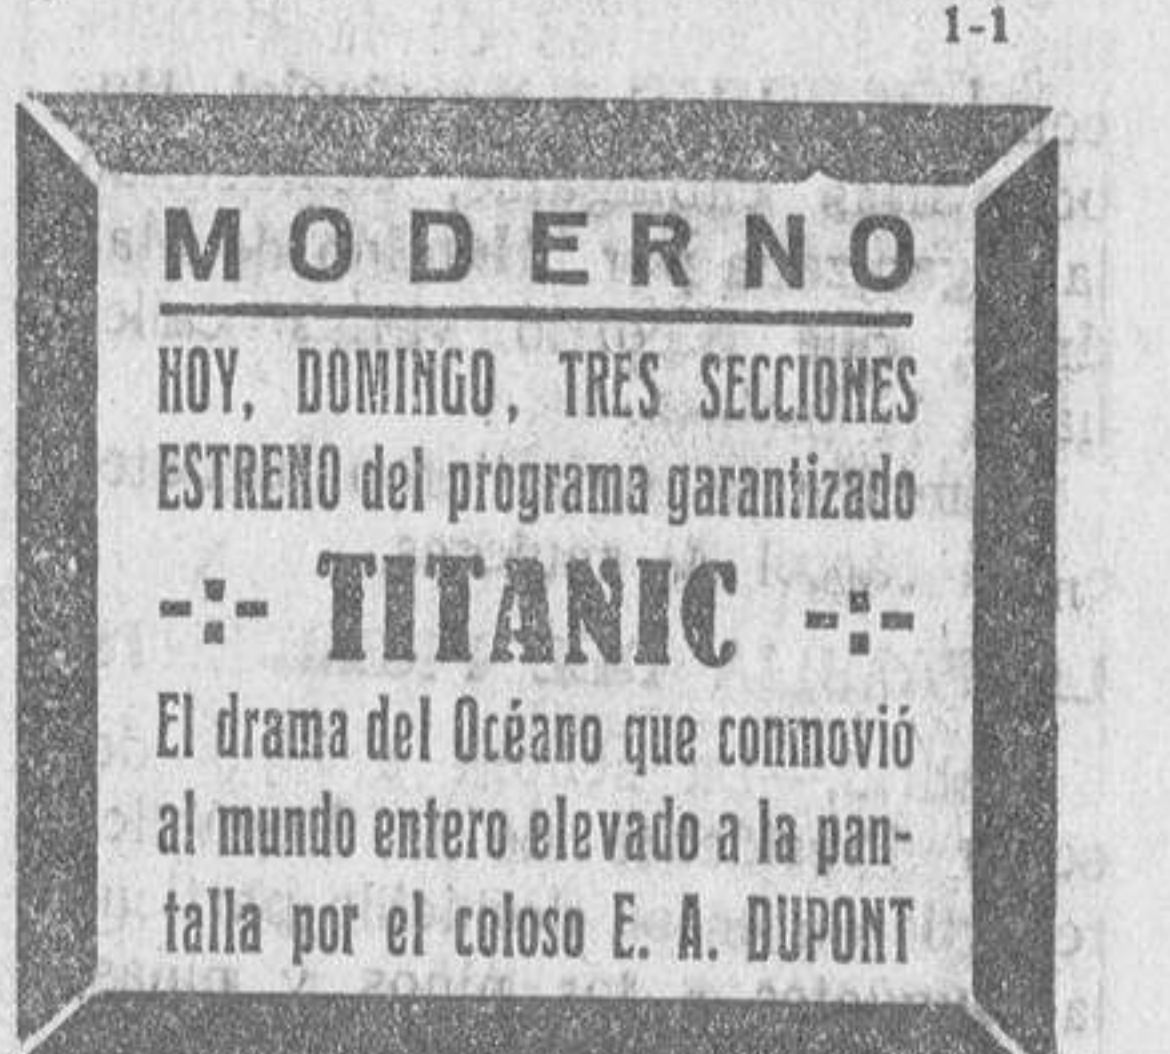 1-1
MODERNO
HOY, DOMINGO, TRES SECCIONES
ESTRENO del programa garantizado
-:- TITANIC -:-
El drama del Océano que conmovió
al mundo entero elevado a la pan-
talla por el coloso E. A. DUPONT